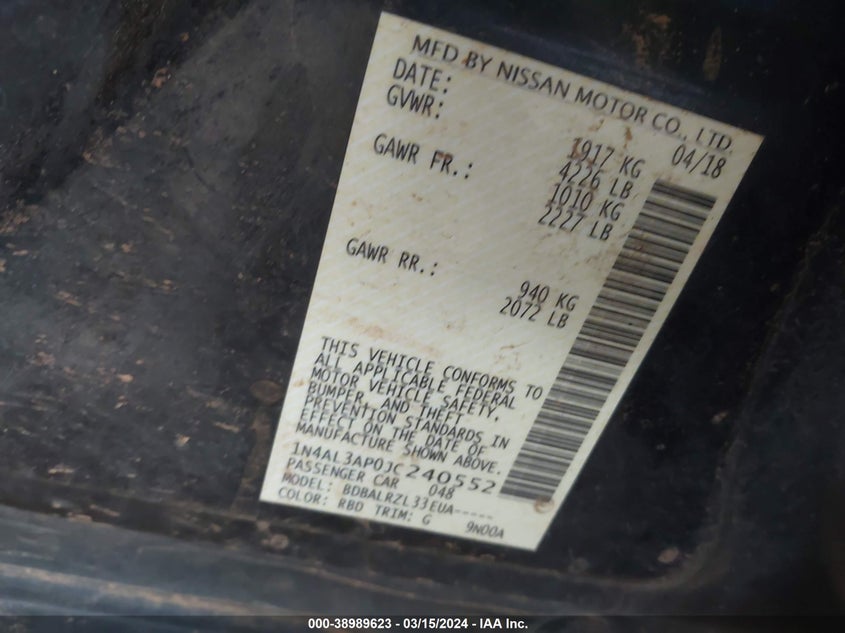 MFD BY NISSAN MOTOR CO., LTD.
DATE: 04/18
GVWR: 1917 KG
4226 LB
GAWR FR.: 1010 KG
2227 LB
GAWR RR.: 940 KG
2072 LB
THIS VEHICLE CONFORMS TO
ALL APPLICABLE FEDERAL
MOTOR VEHICLE SAFETY,
BUMPER, AND THEFT
PREVENTION STANDARDS IN
EFFECT ON THE DATE OF
MANUFACTURE SHOWN ABOVE.
1N4AL3AP0JC240552
PASSENGER CAR 048
MODEL: BDBALRZL33EUA-----
COLOR: RBD TRIM: G 9N00A
000-38989623 - 03/15/2024 - IAA Inc.